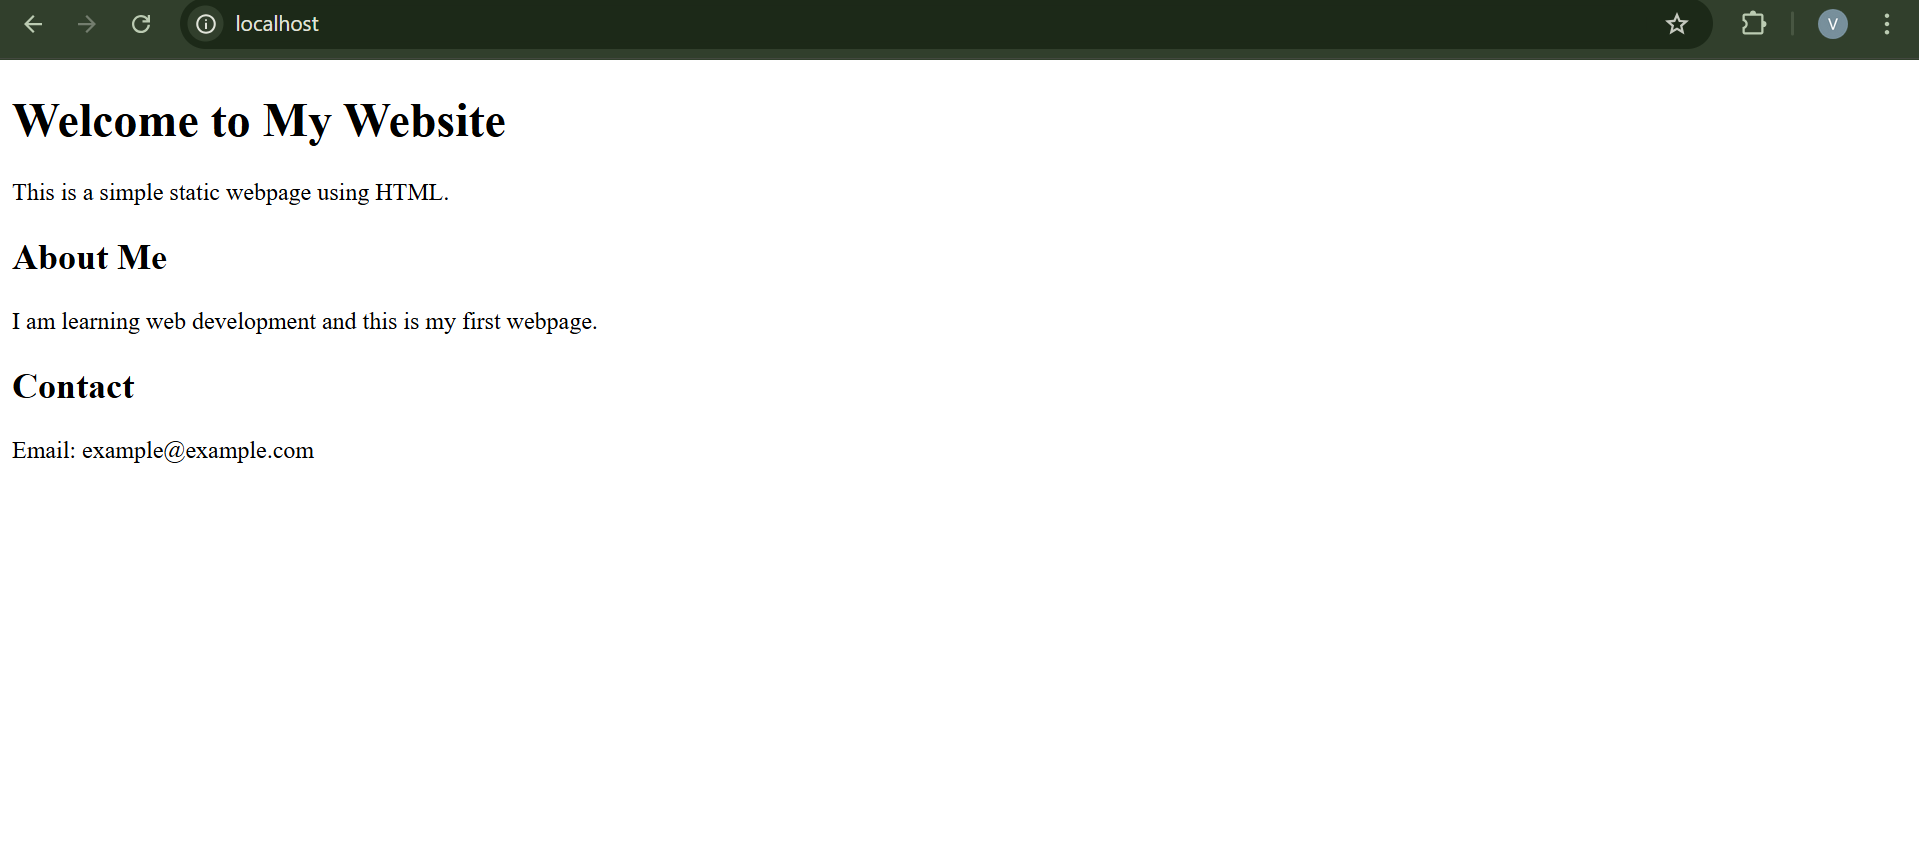 localhost
V
Welcome to My Website
This is a simple static webpage using HTML.
About Me
I am learning web development and this is my first webpage.
Contact
Email: example@example.com